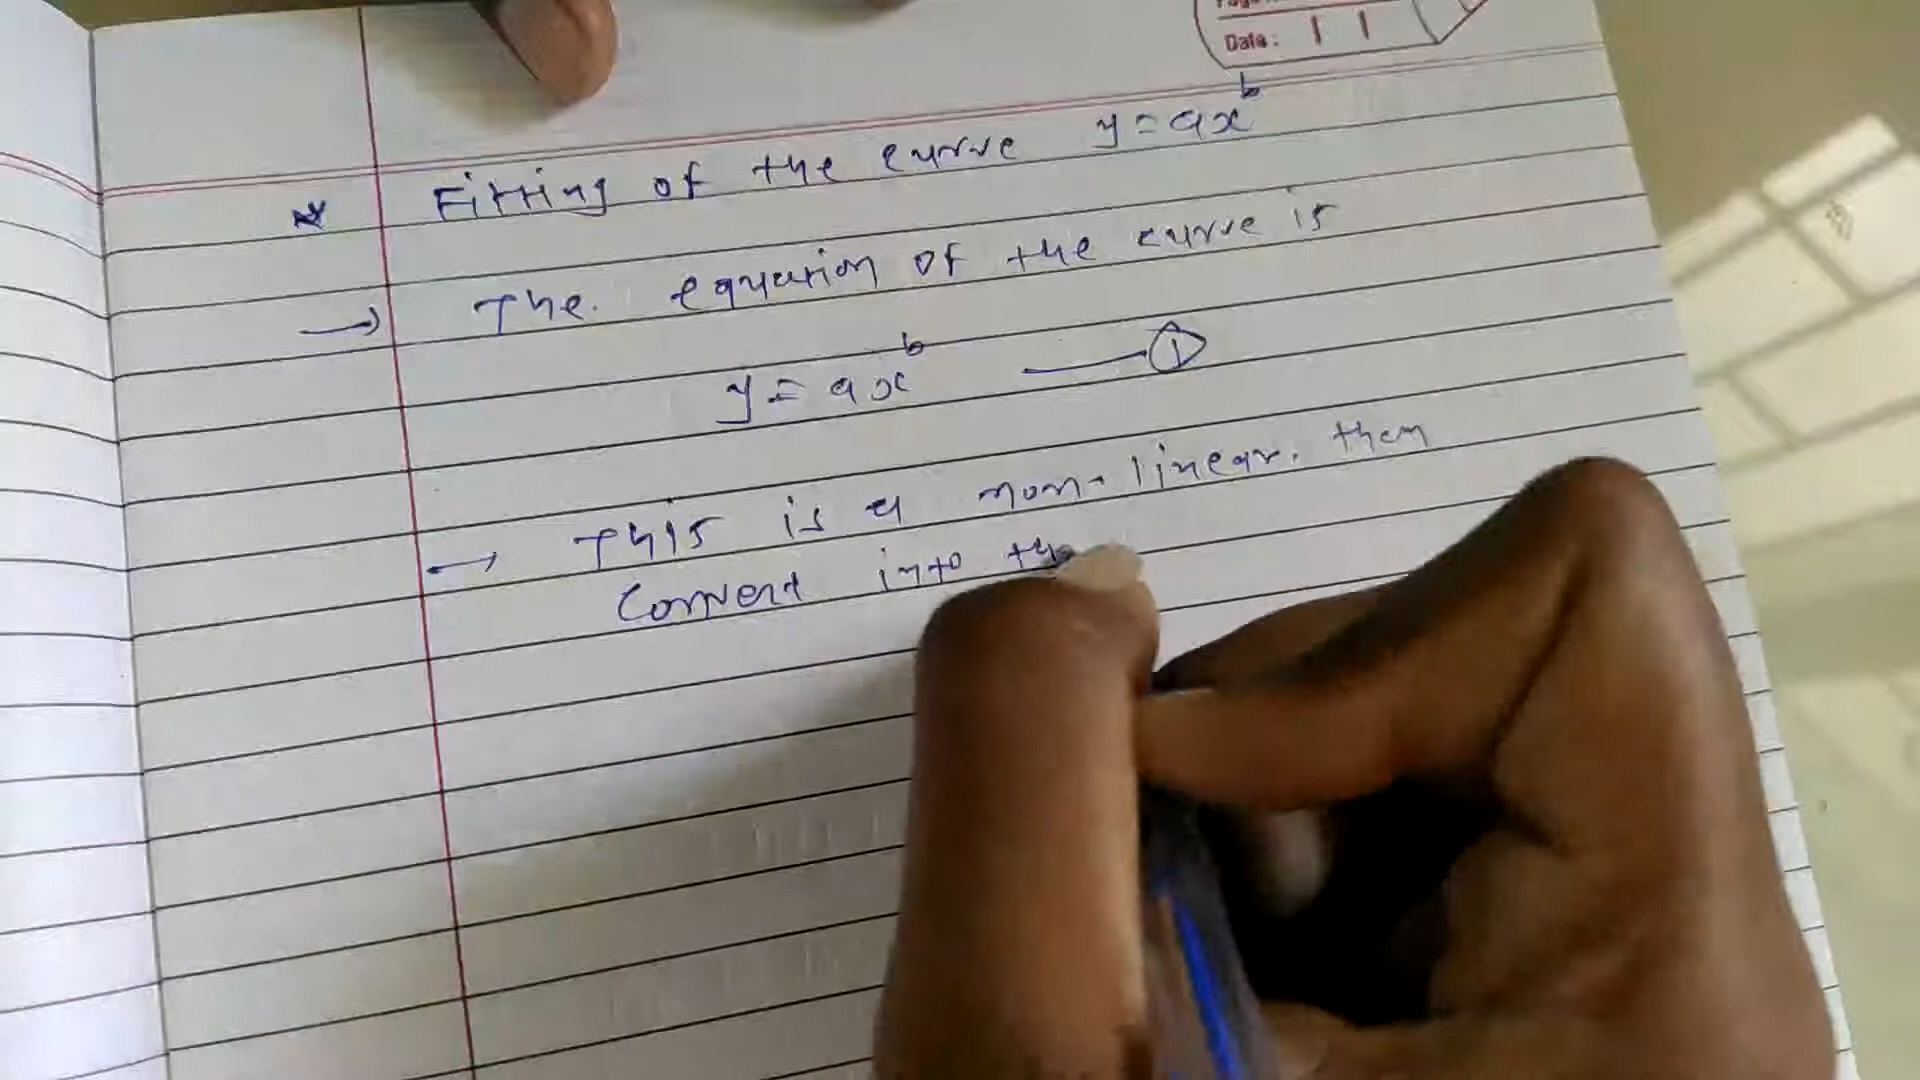 Date:
Fitting of the curve y = ax^b
→ The. equation of the curve is
y = ax^b —— ①
→ This is a non-linear. then
Convert into the